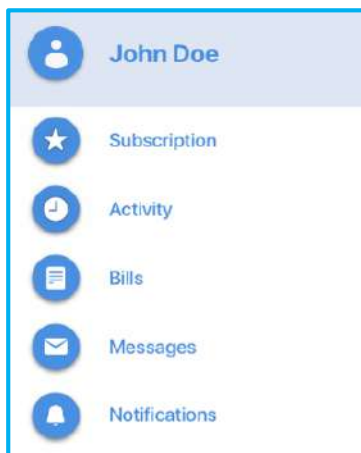 John Doe
Subscription
Activity
Bills
Messages
Notifications